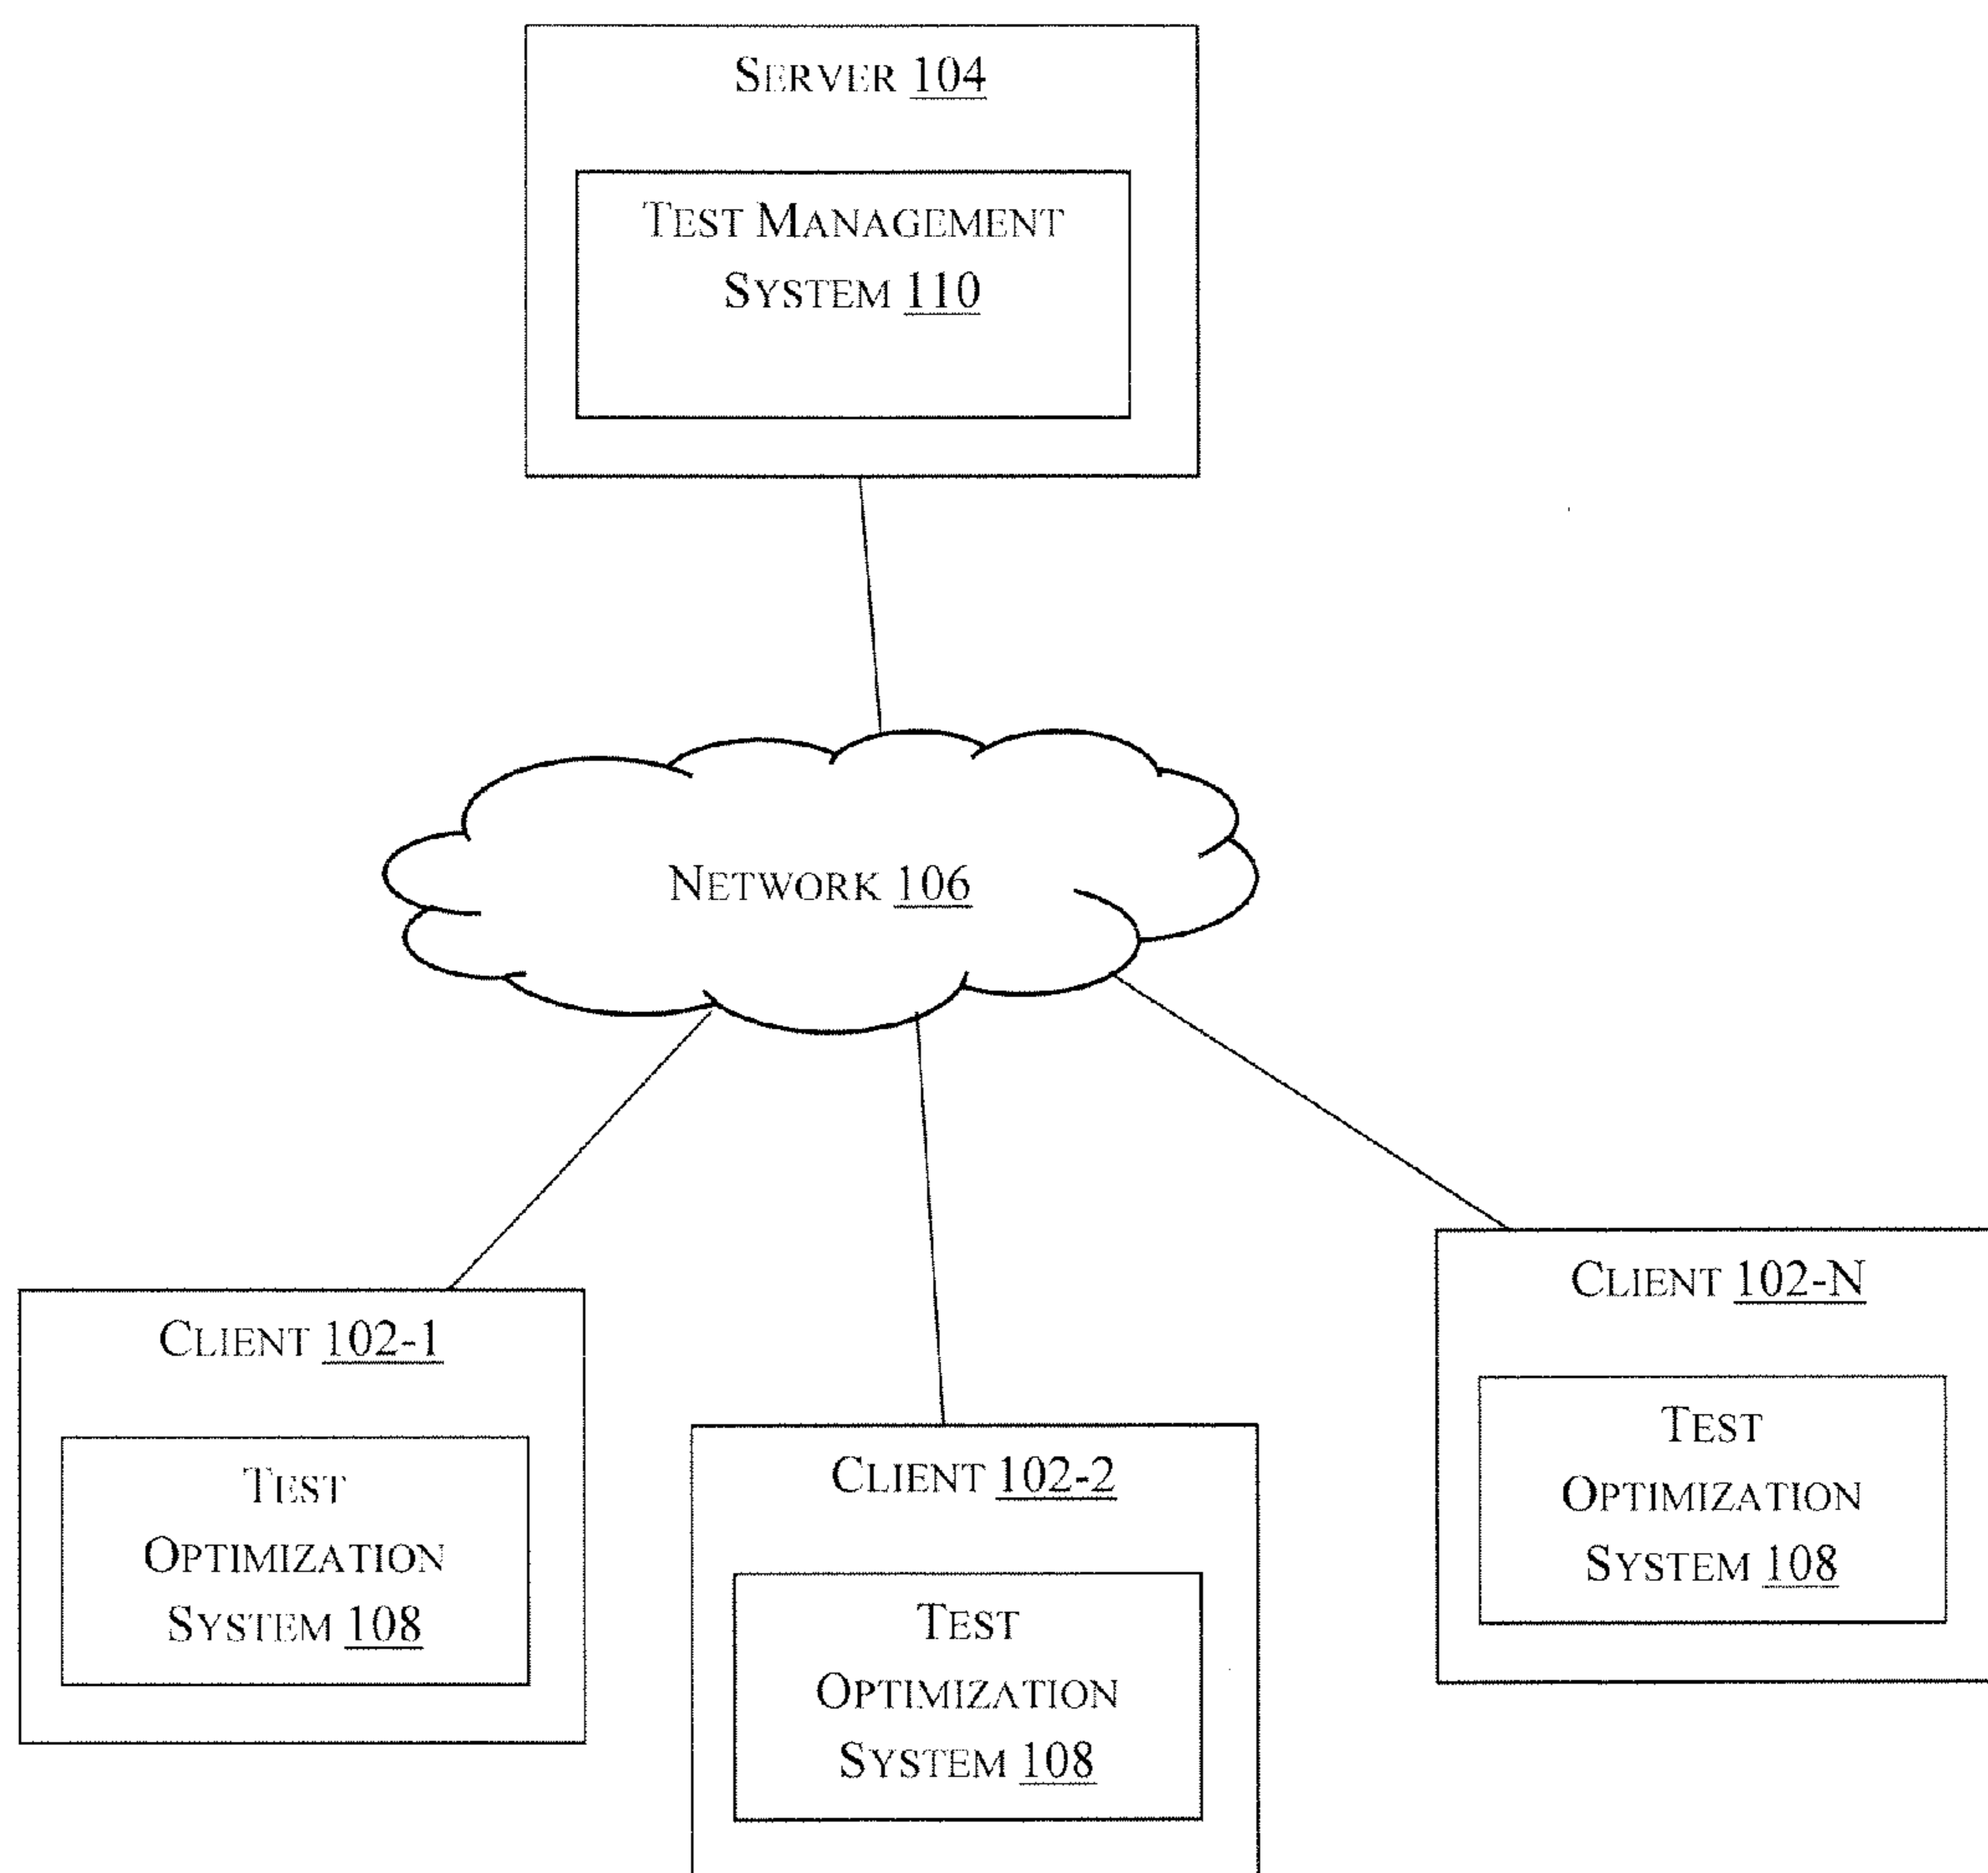 SERVER 104
TEST MANAGEMENT
SYSTEM 110
NETWORK 106
CLIENT 102-1
TEST
OPTIMIZATION
SYSTEM 108
CLIENT 102-2
TEST
OPTIMIZATION
SYSTEM 108
CLIENT 102-N
TEST
OPTIMIZATION
SYSTEM 108